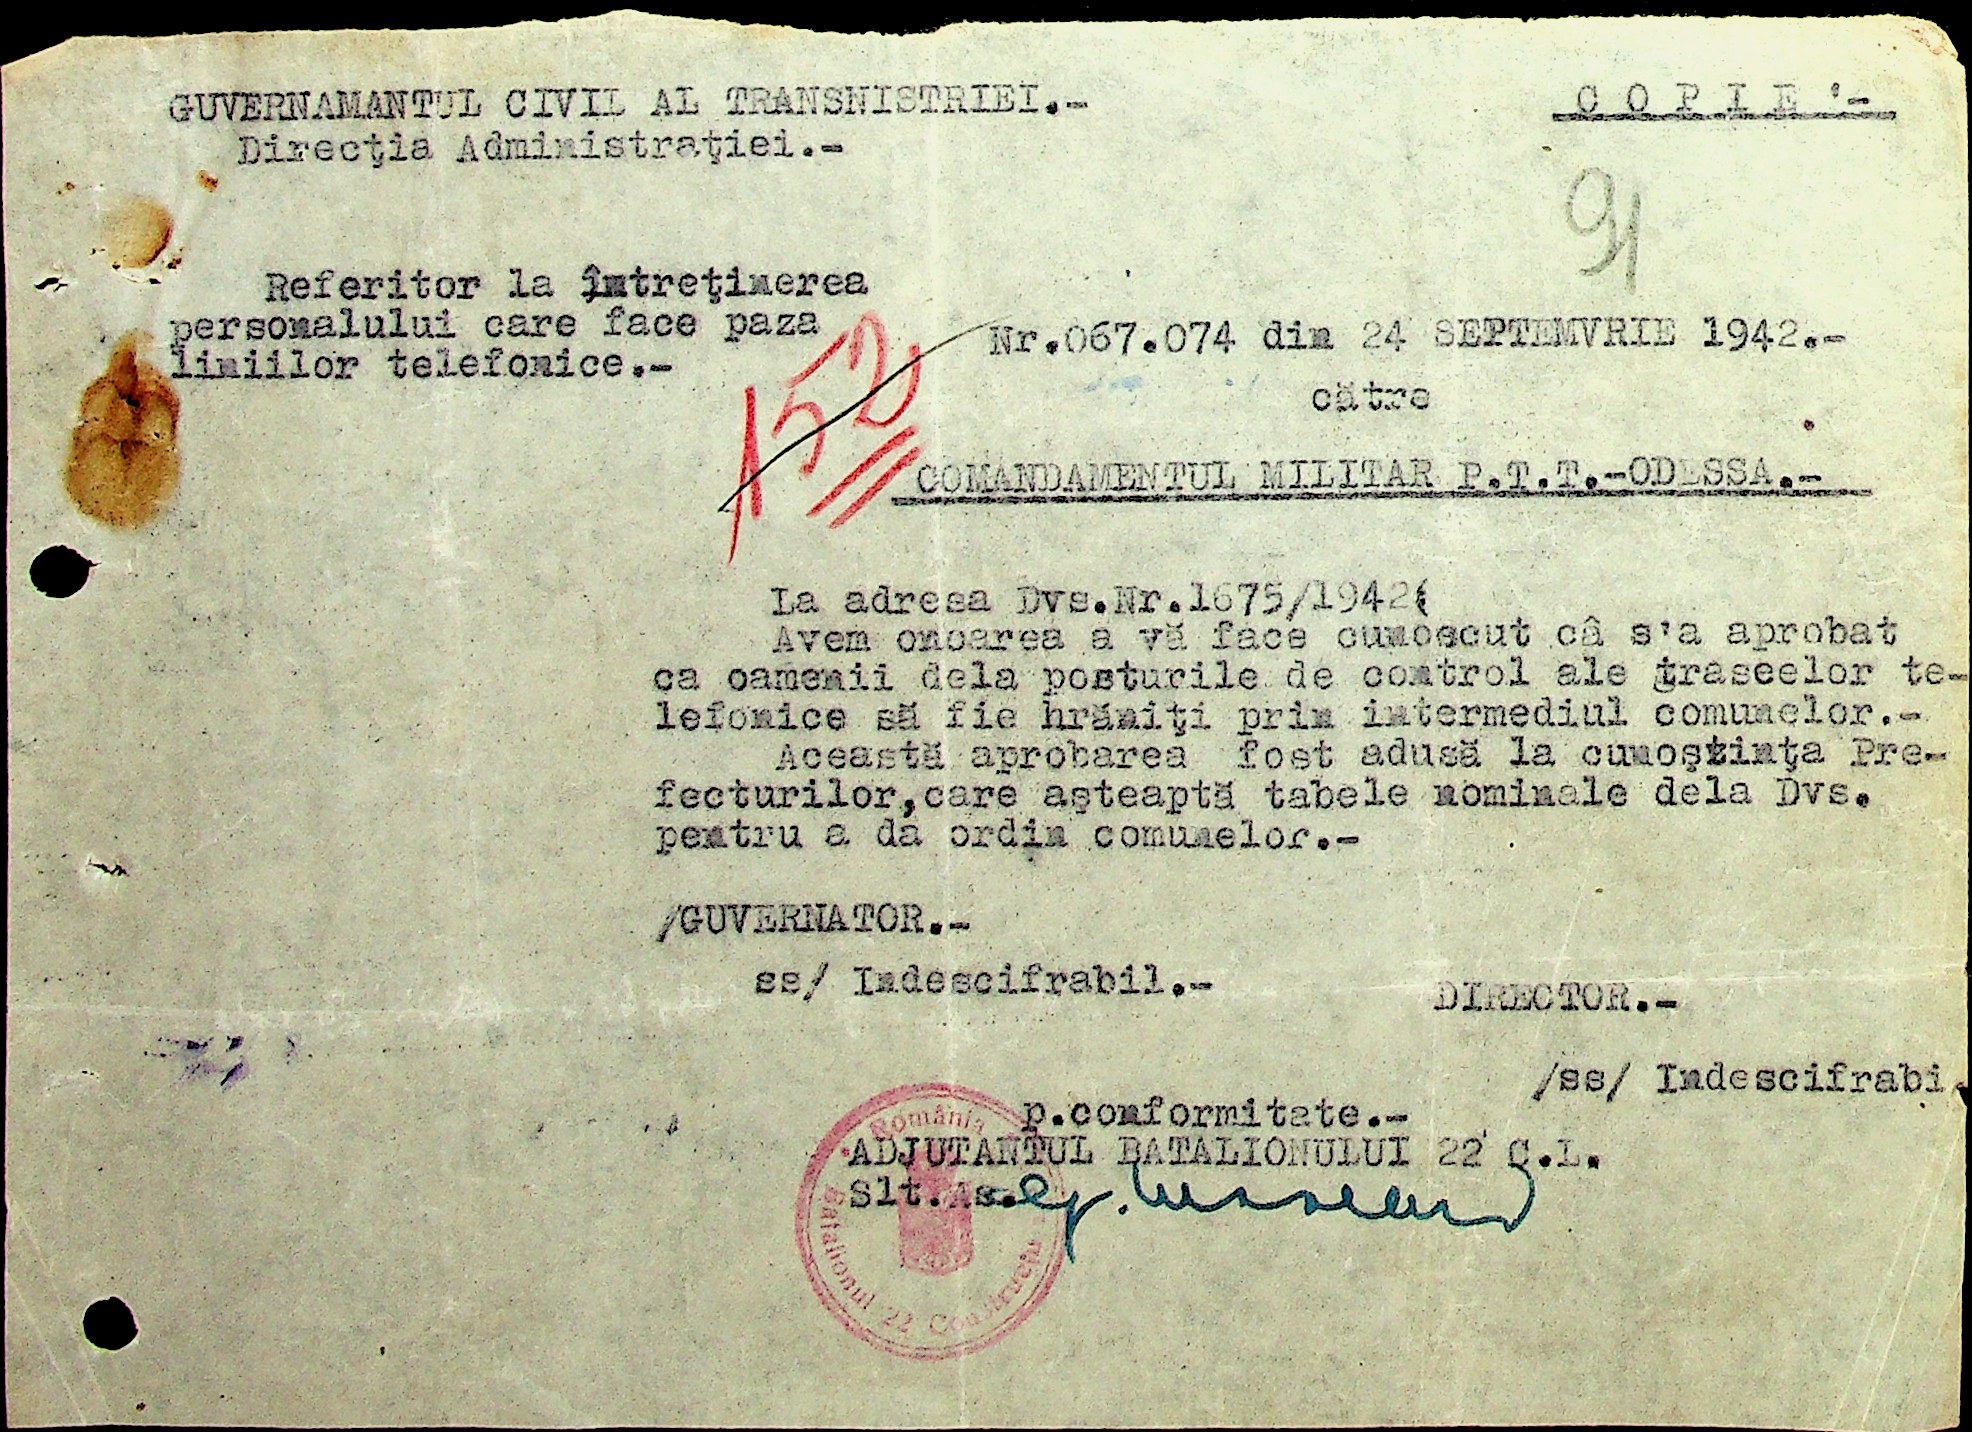 GUVERNAMANTUL CIVIL AL TRANSNISTRIEI.-
C O P I E .-
Direcţia Administraţiei.-
91
Referitor la întreţinerea
personalului care face paza
liniilor telefonice.-
152
Nr.067.074 din 24 SEPTEMVRIE 1942.-
către
COMANDAMENTUL MILITAR P.T.T.-ODESSA.-
La adresa Dvs.Nr.1675/1942(
Avem onoarea a vă face cunoscut câ s'a aprobat
ca oamenii dela posturile de control ale traseelor te-
lefonice să fie hrăniţi prin intermediul comunelor.-
Această aprobarea fost adusă la cunoştinţa Pre-
fecturilor,care aşteaptă tabele nominale dela Dvs.
pentru a da ordin comunelor.-
/GUVERNATOR.-
ss/ Indescifrabil.-
DIRECTOR.-
/ss/ Indescifrabi.
p.conformitate.-
ADJUTANTUL BATALIONULUI 22 C.L.
Slt.As.
România
Batalionul 22 Construcţii